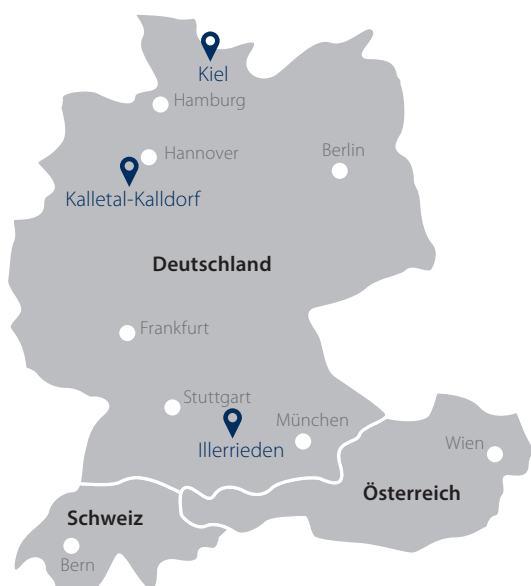 Kiel
Hamburg
Hannover
Berlin
Kalletal-Kalldorf
Deutschland
Frankfurt
Stuttgart
München
Illerrieden
Wien
Österreich
Schweiz
Bern